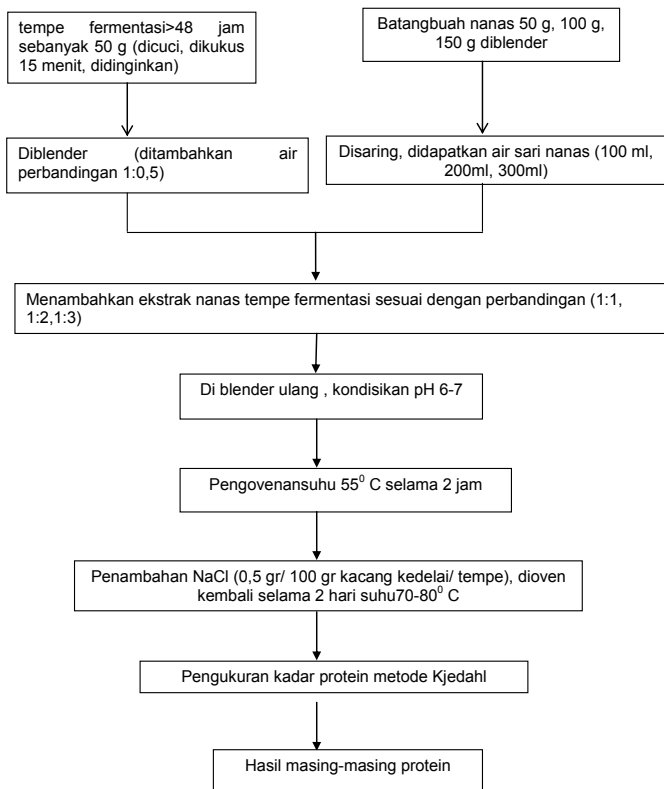 tempe fermentasi>48 jam
sebanyak 50 g (dicuci, dikukus
15 menit, didinginkan)
Batangbuah nanas 50 g, 100 g,
150 g diblender
Diblender (ditambahkan air
perbandingan 1:0,5)
Disaring, didapatkan air sari nanas (100 ml,
200ml, 300ml)
Menambahkan ekstrak nanas tempe fermentasi sesuai dengan perbandingan (1:1,
1:2,1:3)
Di blender ulang , kondisikan pH 6-7
Pengovenansuhu 55⁰ C selama 2 jam
Penambahan NaCl (0,5 gr/ 100 gr kacang kedelai/ tempe), dioven
kembali selama 2 hari suhu70-80⁰ C
Pengukuran kadar protein metode Kjedahl
Hasil masing-masing protein